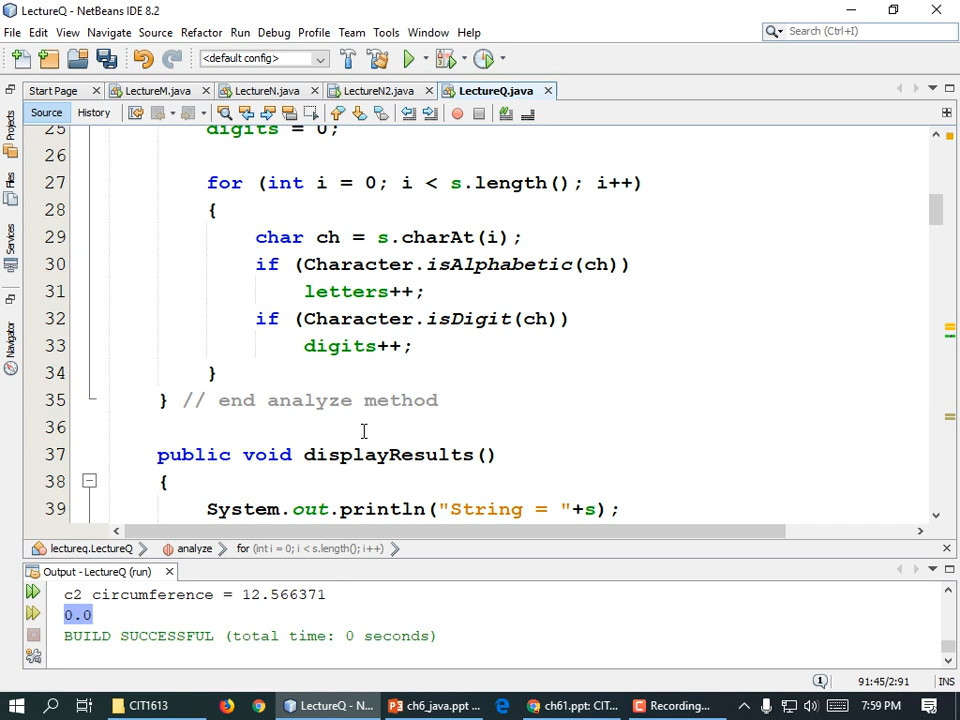 LectureQ - NetBeans IDE 8.2
File Edit View Navigate Source Refactor Run Debug Profile Team Tools Window Help
Search (Ctrl+I)
<default config>
Start Page LectureM.java LectureN.java LectureN2.java LectureQ.java
Source History
Projects
Files
Services
Navigator
25 digits = 0;
26
27 for (int i = 0; i < s.length(); i++)
28 {
29 char ch = s.charAt(i);
30 if (Character.isAlphabetic(ch))
31 letters++;
32 if (Character.isDigit(ch))
33 digits++;
34 }
35 } // end analyze method
36
37 public void displayResults()
38 {
39 System.out.println("String = "+s);
lectureq.LectureQ analyze for (int i = 0; i < s.length(); i++)
Output - LectureQ (run)
c2 circumference = 12.566371
0.0
BUILD SUCCESSFUL (total time: 0 seconds)
1 91:45/2:91 INS
CIT1613 LectureQ - N... ch6_java.ppt ... ch61.ppt: CIT... Recording... 7:59 PM